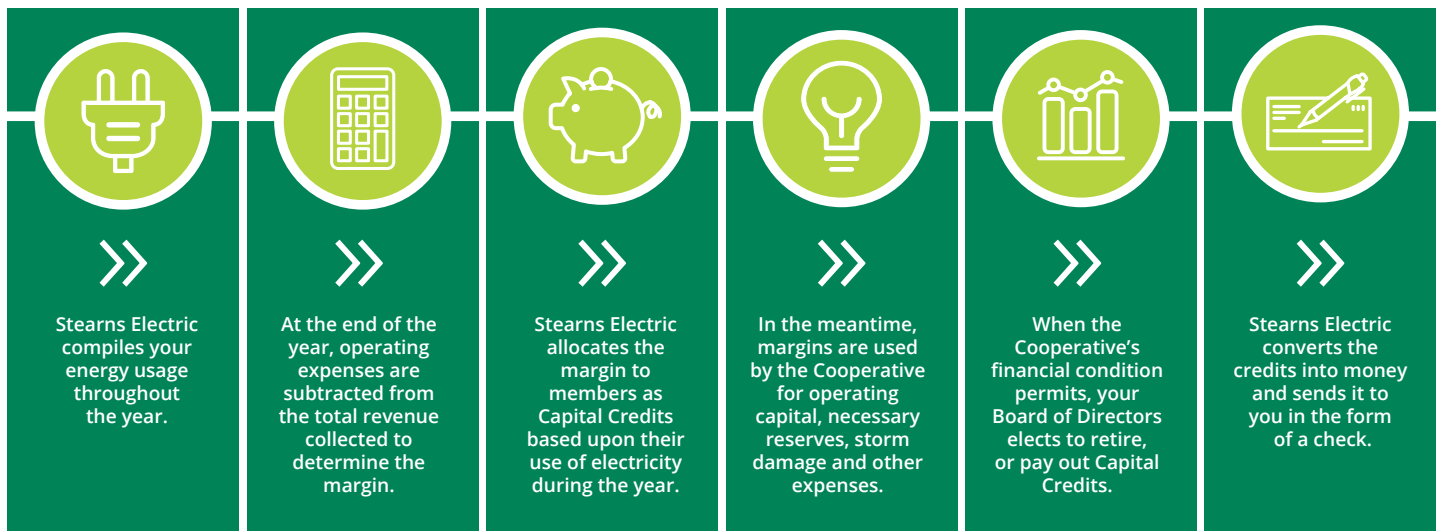 Stearns Electric
compiles your
energy usage
throughout
the year.
At the end of the
year, operating
expenses are
subtracted from
the total revenue
collected to
determine the
margin.
Stearns Electric
allocates the
margin to
members as
Capital Credits
based upon their
use of electricity
during the year.
In the meantime,
margins are used
by the Cooperative
for operating
capital, necessary
reserves, storm
damage and other
expenses.
When the
Cooperative’s
financial condition
permits, your
Board of Directors
elects to retire,
or pay out Capital
Credits.
Stearns Electric
converts the
credits into money
and sends it to
you in the form
of a check.